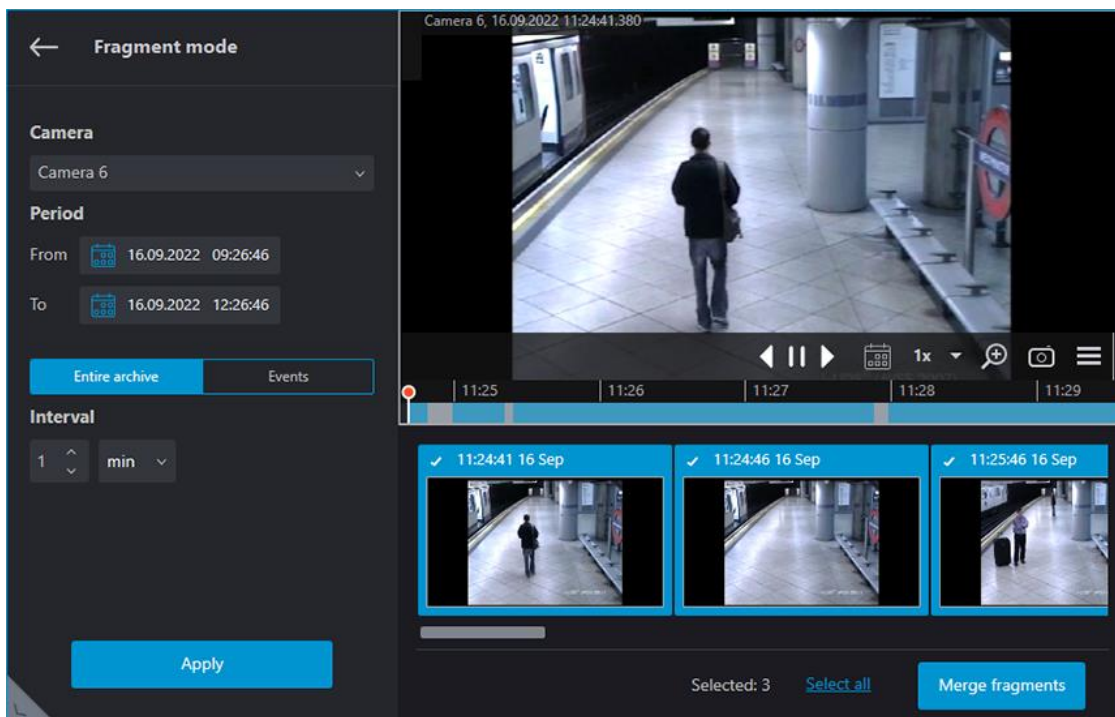 Fragment mode
Camera
Camera 6
Period
From 16.09.2022 09:26:46
To 16.09.2022 12:26:46
Entire archive Events
Interval
1 min
Apply
Camera 6, 16.09.2022 11:24:41.380
1x
11:25 11:26 11:27 11:28 11:29
11:24:41 16 Sep 11:24:46 16 Sep 11:25:46 16 Sep
Selected: 3 Select all Merge fragments